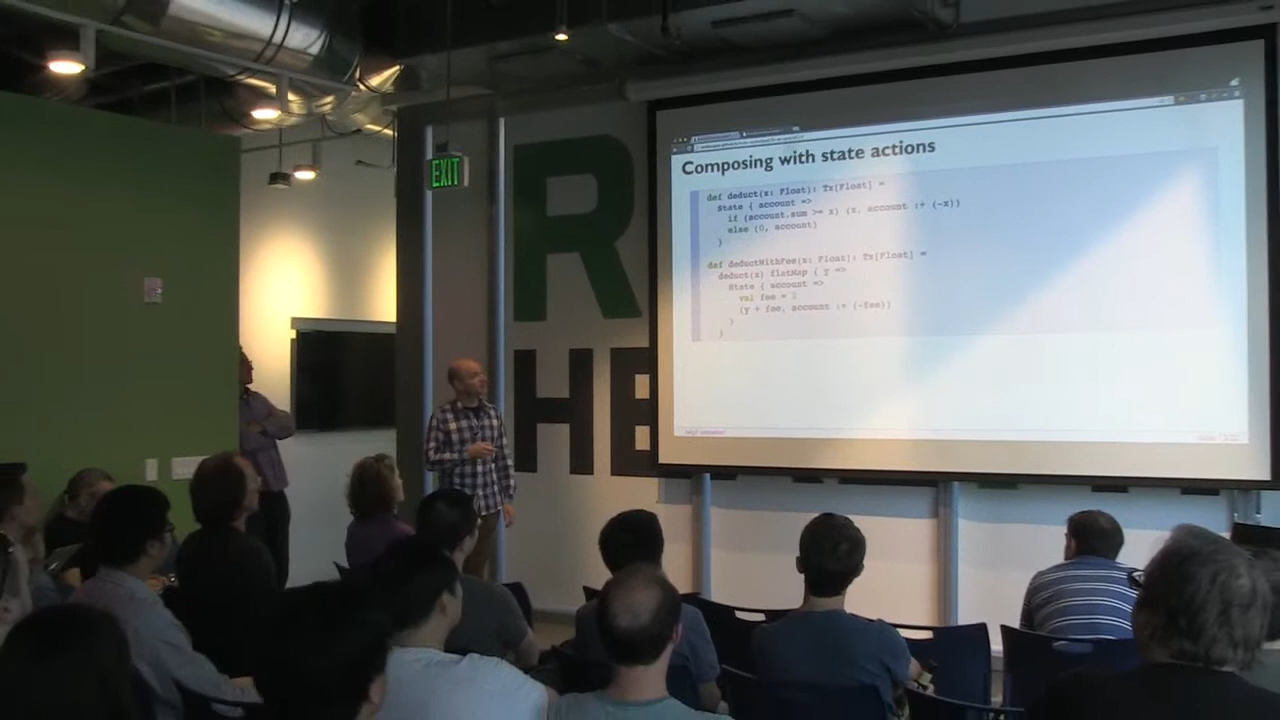 EXIT
R
HE
Composing with state actions
def deduct(x: Float): Tx[Float] =
State { account =>
if (account.sum >= x) (x, account :+ (-x))
else (0, account)
}
def deductWithFee(x: Float): Tx[Float] =
deduct(x) flatMap { y =>
State { account =>
val fee = 3
(y + fee, account :+ (-fee))
}
}